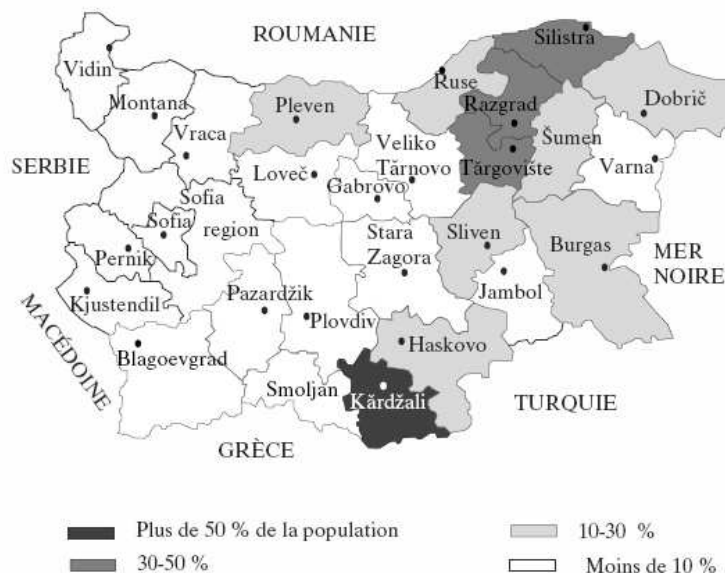 ROUMANIE
Silistra
Vidin
Ruse
Montana
Pleven
Razgrad
Dobrič
Vraca
Šumen
Veliko
Tărnovo
SERBIE
Loveč
Tărgovište
Varna
Gabrovo
Sofia
region
Sofia
Stara
Zagora
Sliven
Burgas
Pernik
MER
NOIRE
Kjustendil
Pazardžik
Jambol
MACÉDOINE
Plovdiv
Blagoevgrad
Haskovo
Smoljan
Kărdžali
TURQUIE
GRÈCE
Plus de 50 % de la population
10-30 %
30-50 %
Moins de 10 %